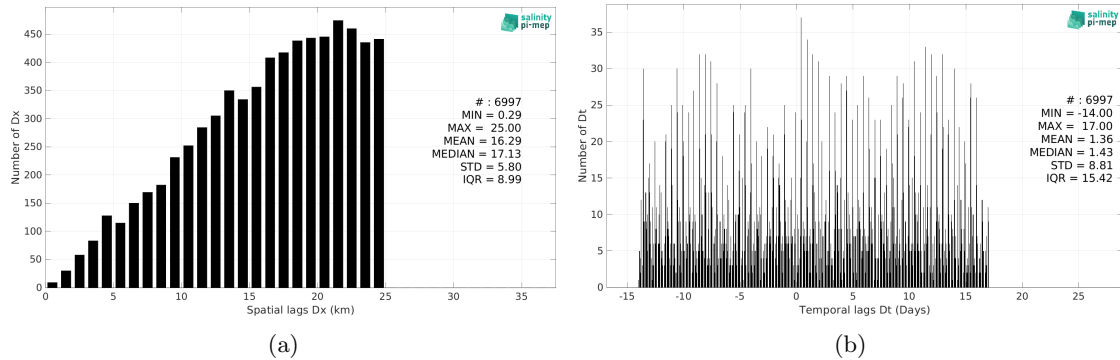 salinity
pi-mep
450
400
350
300
250
200
150
100
50
0
Number of Dx
# : 6997
MIN = 0.29
MAX = 25.00
MEAN = 16.29
MEDIAN = 17.13
STD = 5.80
IQR = 8.99
0 5 10 15 20 25 30 35
Spatial lags Dx (km)
(a)
salinity
pi-mep
35
30
25
20
15
10
5
0
Number of Dt
# : 6997
MIN = -14.00
MAX = 17.00
MEAN = 1.36
MEDIAN = 1.43
STD = 8.81
IQR = 15.42
-15 -10 -5 0 5 10 15 20 25
Temporal lags Dt (Days)
(b)